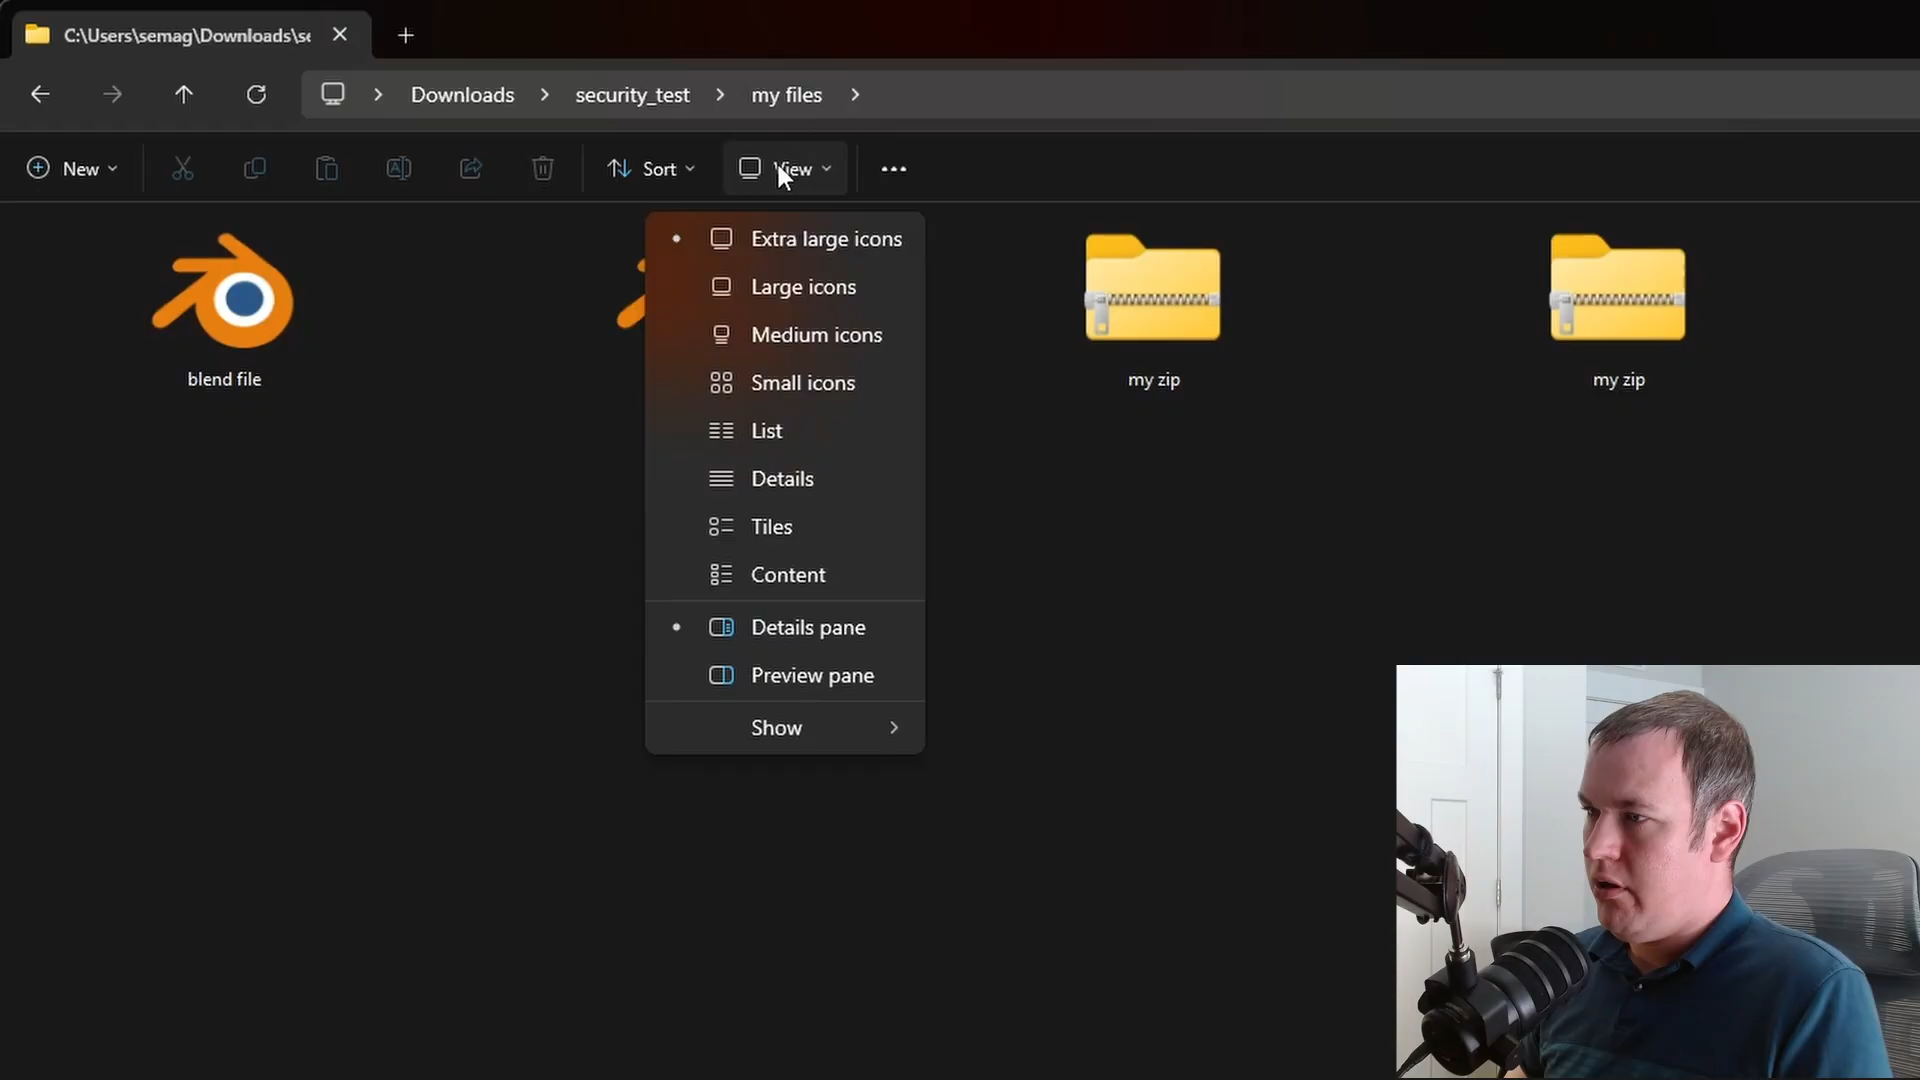 C:\Users\semag\Downloads\se
Downloads
security_test
my files
New
Sort
View
Extra large icons
Large icons
Medium icons
Small icons
List
Details
Tiles
Content
Details pane
Preview pane
Show
blend file
my zip
my zip